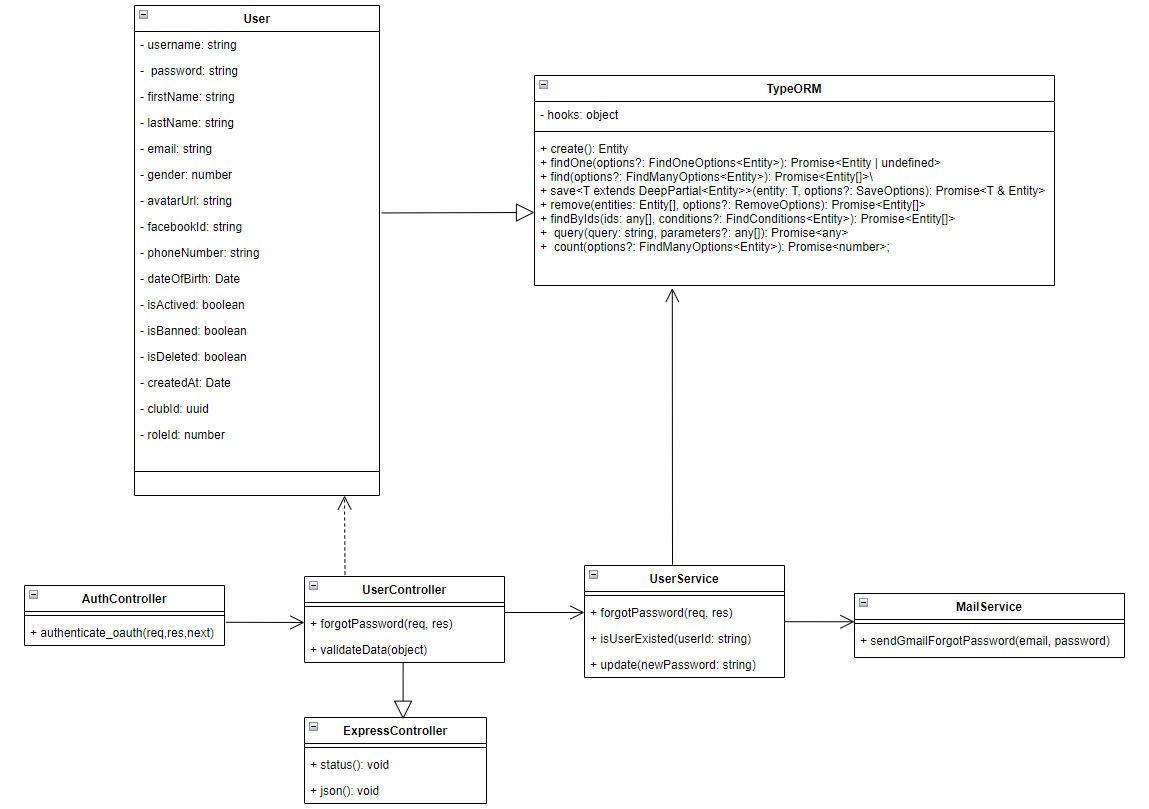 User
- username: string
- password: string
- firstName: string
- lastName: string
- email: string
- gender: number
- avatarUrl: string
- facebookId: string
- phoneNumber: string
- dateOfBirth: Date
- isActived: boolean
- isBanned: boolean
- isDeleted: boolean
- createdAt: Date
- clubId: uuid
- roleId: number
TypeORM
- hooks: object
+ create(): Entity
+ findOne(options?: FindOneOptions<Entity>): Promise<Entity | undefined>
+ find(options?: FindManyOptions<Entity>): Promise<Entity[]>\
+ save<T extends DeepPartial<Entity>>(entity: T, options?: SaveOptions): Promise<T & Entity>
+ remove(entities: Entity[], options?: RemoveOptions): Promise<Entity[]>
+ findByIds(ids: any[], conditions?: FindConditions<Entity>): Promise<Entity[]>
+ query(query: string, parameters?: any[]): Promise<any>
+ count(options?: FindManyOptions<Entity>): Promise<number>;
AuthController
+ authenticate_oauth(req,res,next)
UserController
+ forgotPassword(req, res)
+ validateData(object)
UserService
+ forgotPassword(req, res)
+ isUserExisted(userId: string)
+ update(newPassword: string)
MailService
+ sendGmailForgotPassword(email, password)
ExpressController
+ status(): void
+ json(): void